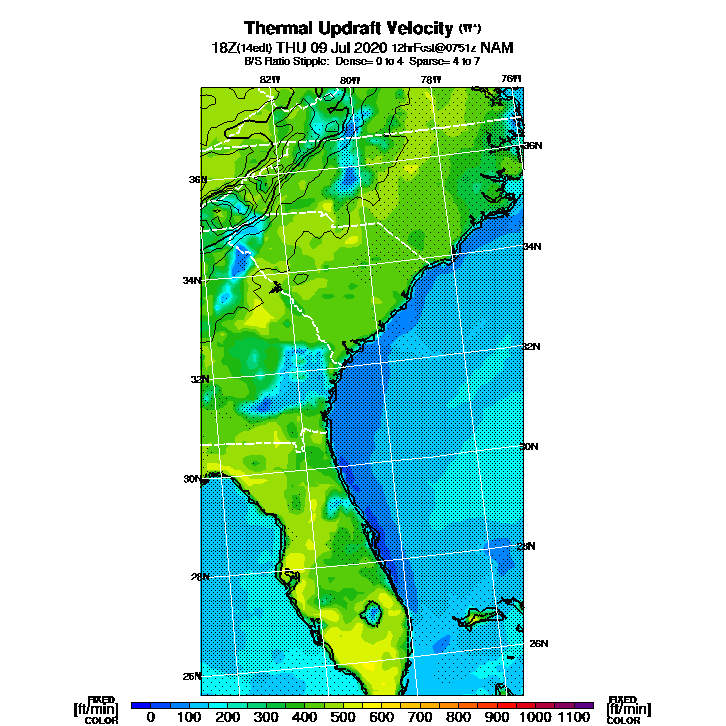 Thermal Updraft Velocity (W*)
18Z(14edt) THU 09 Jul 2020 12hrFcst@0751z NAM
B/S Ratio Stipple: Dense= 0 to 4 Sparse= 4 to 7
82W 80W 78W 76W
36N 36N
34N 34N
32N 32N
30N 30N
28N 28N
26N 26N
FIXED FIXED
[ft/min] 0 100 200 300 400 500 600 700 800 900 1000 1100 [ft/min]
COLOR COLOR